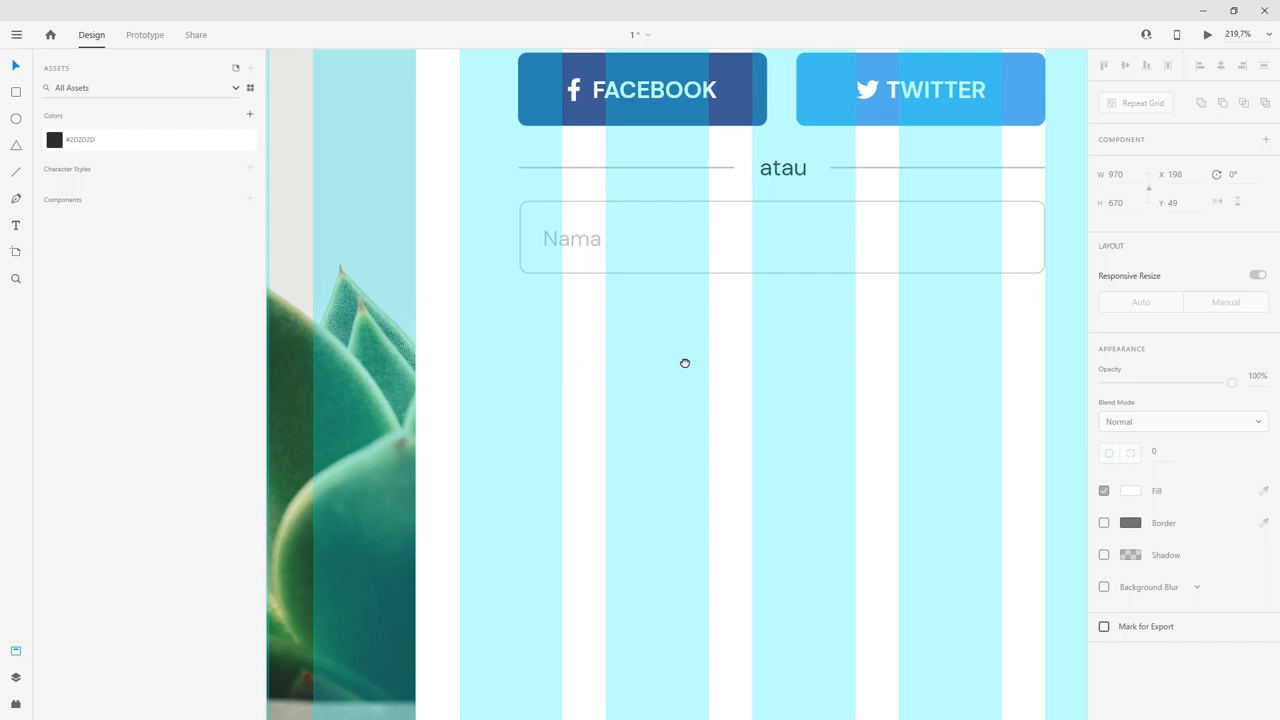 Design Prototype Share 1 * 219,7%
ASSETS
All Assets
Colors
#2D2D2D
Character Styles
Components
FACEBOOK TWITTER
atau
Nama
Repeat Grid
COMPONENT
W 970 X 198 0°
H 670 Y 49
LAYOUT
Responsive Resize
Auto Manual
APPEARANCE
Opacity
100%
Blend Mode
Normal
0
Fill
Border
Shadow
Background Blur
Mark for Export